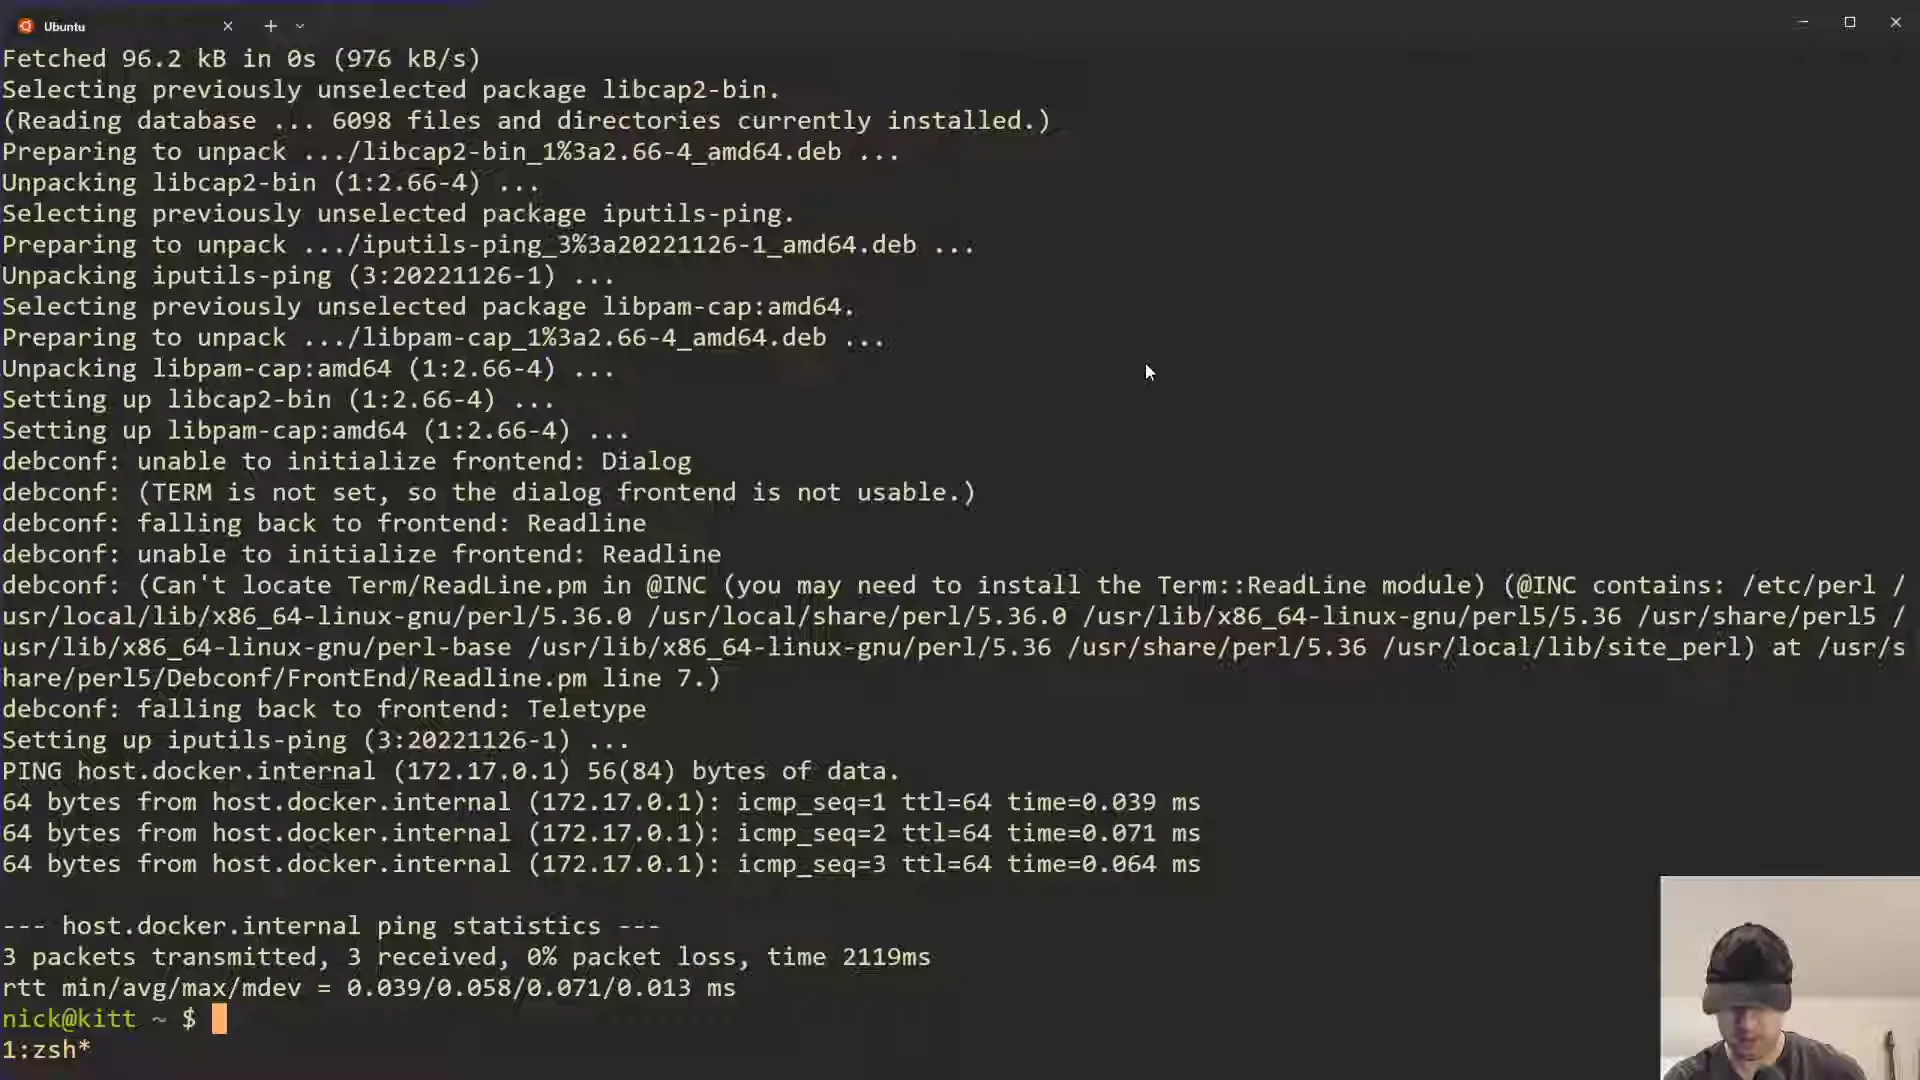 Ubuntu
Fetched 96.2 kB in 0s (976 kB/s)
Selecting previously unselected package libcap2-bin.
(Reading database ... 6098 files and directories currently installed.)
Preparing to unpack .../libcap2-bin_1%3a2.66-4_amd64.deb ...
Unpacking libcap2-bin (1:2.66-4) ...
Selecting previously unselected package iputils-ping.
Preparing to unpack .../iputils-ping_3%3a20221126-1_amd64.deb ...
Unpacking iputils-ping (3:20221126-1) ...
Selecting previously unselected package libpam-cap:amd64.
Preparing to unpack .../libpam-cap_1%3a2.66-4_amd64.deb ...
Unpacking libpam-cap:amd64 (1:2.66-4) ...
Setting up libcap2-bin (1:2.66-4) ...
Setting up libpam-cap:amd64 (1:2.66-4) ...
debconf: unable to initialize frontend: Dialog
debconf: (TERM is not set, so the dialog frontend is not usable.)
debconf: falling back to frontend: Readline
debconf: unable to initialize frontend: Readline
debconf: (Can't locate Term/ReadLine.pm in @INC (you may need to install the Term::ReadLine module) (@INC contains: /etc/perl /
usr/local/lib/x86_64-linux-gnu/perl/5.36.0 /usr/local/share/perl/5.36.0 /usr/lib/x86_64-linux-gnu/perl5/5.36 /usr/share/perl5 /
usr/lib/x86_64-linux-gnu/perl-base /usr/lib/x86_64-linux-gnu/perl/5.36 /usr/share/perl/5.36 /usr/local/lib/site_perl) at /usr/s
hare/perl5/Debconf/FrontEnd/Readline.pm line 7.)
debconf: falling back to frontend: Teletype
Setting up iputils-ping (3:20221126-1) ...
PING host.docker.internal (172.17.0.1) 56(84) bytes of data.
64 bytes from host.docker.internal (172.17.0.1): icmp_seq=1 ttl=64 time=0.039 ms
64 bytes from host.docker.internal (172.17.0.1): icmp_seq=2 ttl=64 time=0.071 ms
64 bytes from host.docker.internal (172.17.0.1): icmp_seq=3 ttl=64 time=0.064 ms
--- host.docker.internal ping statistics ---
3 packets transmitted, 3 received, 0% packet loss, time 2119ms
rtt min/avg/max/mdev = 0.039/0.058/0.071/0.013 ms
nick@kitt ~ $
1:zsh*